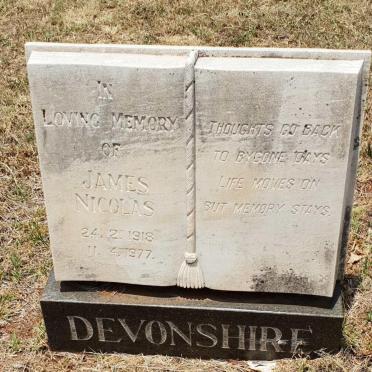 IN
LOVING MEMORY
OF
JAMES
NICOLAS
24.2.1918
11.4.1977.
THOUGHTS GO BACK
TO BYGONE DAYS
LIFE MOVES ON
BUT MEMORY STAYS.
DEVONSHIRE